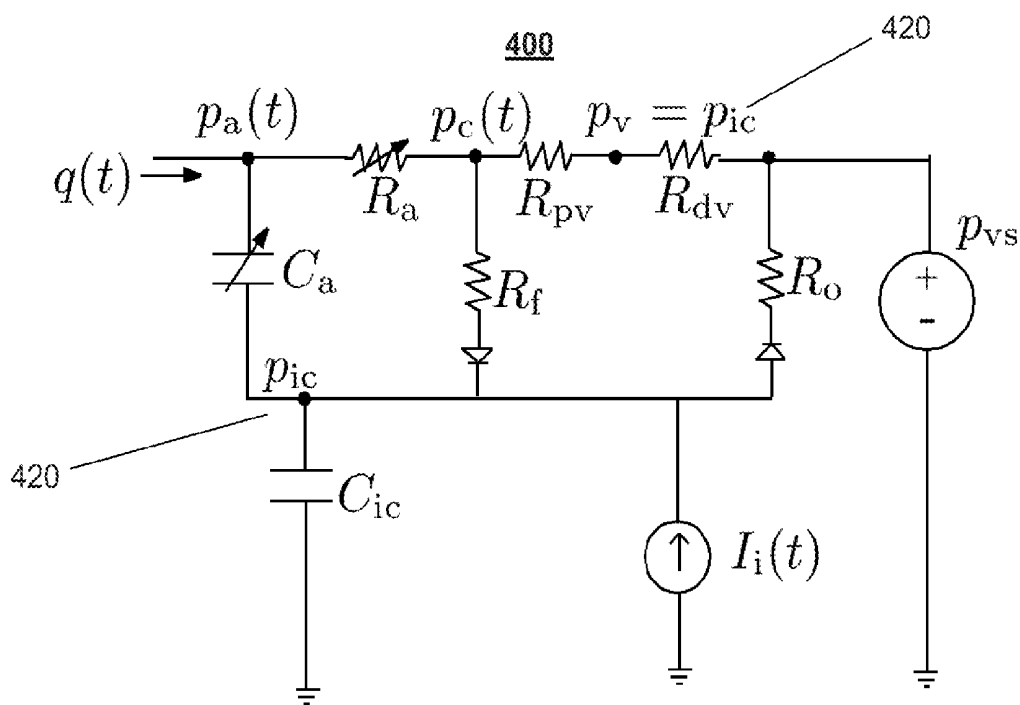 400
420
p_a(t)
p_c(t)
p_v = p_ic
q(t)
R_a
R_pv
R_dv
p_vs
C_a
R_f
R_o
+
-
p_ic
420
C_ic
I_i(t)